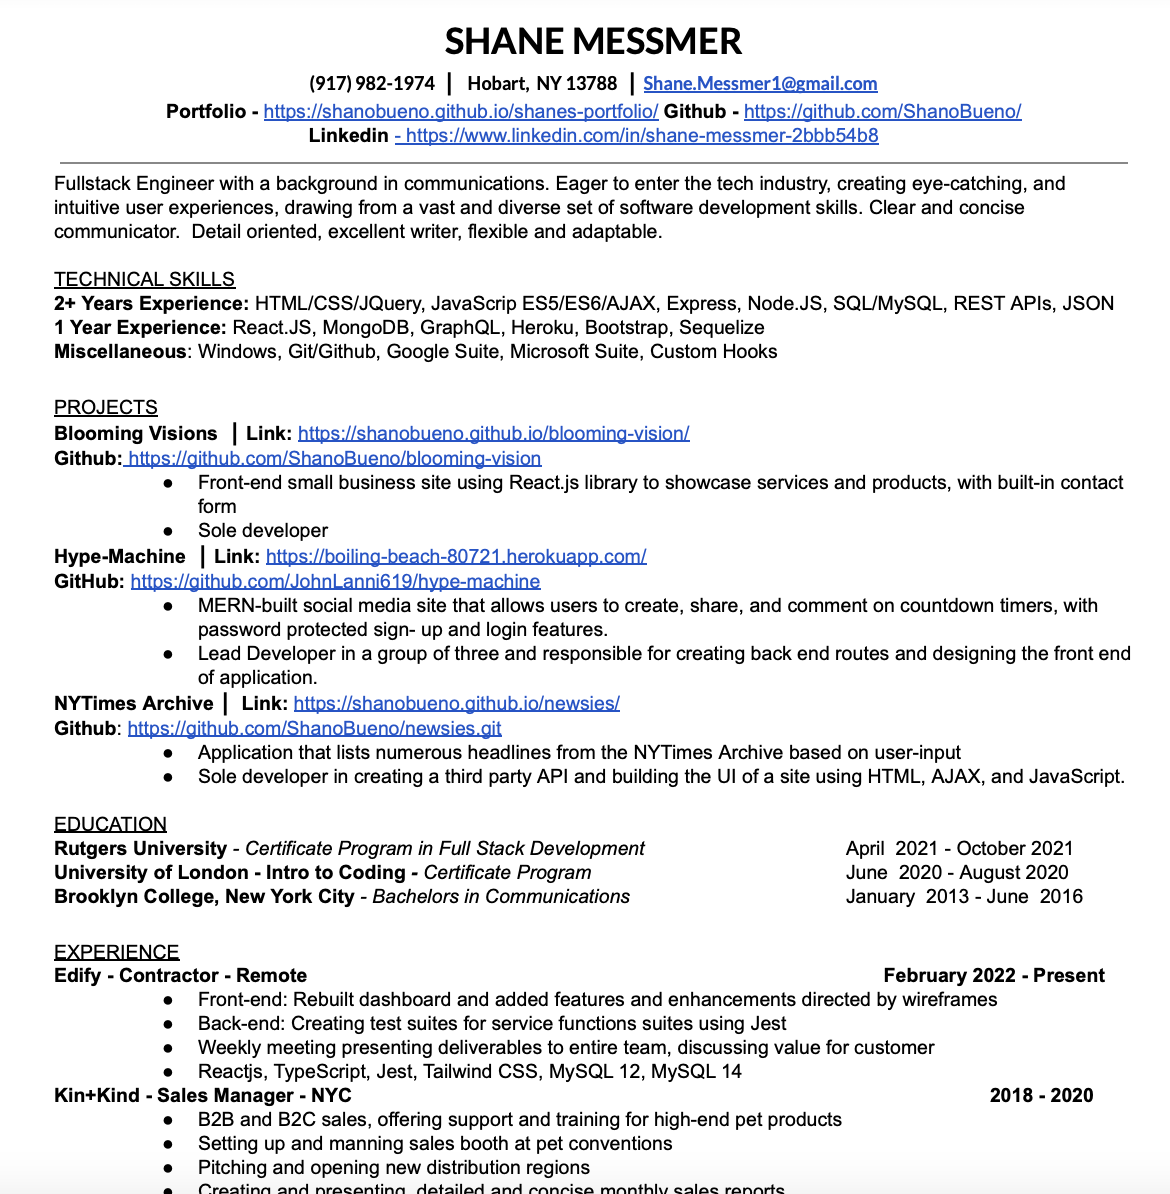 SHANE MESSMER
(917) 982-1974 | Hobart, NY 13788 | Shane.Messmer1@gmail.com
Portfolio - https://shanobueno.github.io/shanes-portfolio/ Github - https://github.com/ShanoBueno/
Linkedin - https://www.linkedin.com/in/shane-messmer-2bbb54b8
Fullstack Engineer with a background in communications. Eager to enter the tech industry, creating eye-catching, and
intuitive user experiences, drawing from a vast and diverse set of software development skills. Clear and concise
communicator.  Detail oriented, excellent writer, flexible and adaptable.
TECHNICAL SKILLS
2+ Years Experience: HTML/CSS/JQuery, JavaScrip ES5/ES6/AJAX, Express, Node.JS, SQL/MySQL, REST APIs, JSON
1 Year Experience: React.JS, MongoDB, GraphQL, Heroku, Bootstrap, Sequelize
Miscellaneous: Windows, Git/Github, Google Suite, Microsoft Suite, Custom Hooks
PROJECTS
Blooming Visions | Link: https://shanobueno.github.io/blooming-vision/
Github: https://github.com/ShanoBueno/blooming-vision
● Front-end small business site using React.js library to showcase services and products, with built-in contact
form
● Sole developer
Hype-Machine | Link: https://boiling-beach-80721.herokuapp.com/
GitHub: https://github.com/JohnLanni619/hype-machine
● MERN-built social media site that allows users to create, share, and comment on countdown timers, with
password protected sign- up and login features.
● Lead Developer in a group of three and responsible for creating back end routes and designing the front end
of application.
NYTimes Archive | Link: https://shanobueno.github.io/newsies/
Github: https://github.com/ShanoBueno/newsies.git
● Application that lists numerous headlines from the NYTimes Archive based on user-input
● Sole developer in creating a third party API and building the UI of a site using HTML, AJAX, and JavaScript.
EDUCATION
Rutgers University - Certificate Program in Full Stack Development April 2021 - October 2021
University of London - Intro to Coding - Certificate Program June 2020 - August 2020
Brooklyn College, New York City - Bachelors in Communications January 2013 - June 2016
EXPERIENCE
Edify - Contractor - Remote February 2022 - Present
● Front-end: Rebuilt dashboard and added features and enhancements directed by wireframes
● Back-end: Creating test suites for service functions suites using Jest
● Weekly meeting presenting deliverables to entire team, discussing value for customer
● Reactjs, TypeScript, Jest, Tailwind CSS, MySQL 12, MySQL 14
Kin+Kind - Sales Manager - NYC 2018 - 2020
● B2B and B2C sales, offering support and training for high-end pet products
● Setting up and manning sales booth at pet conventions
● Pitching and opening new distribution regions
● Creating and presenting, detailed and concise monthly sales reports